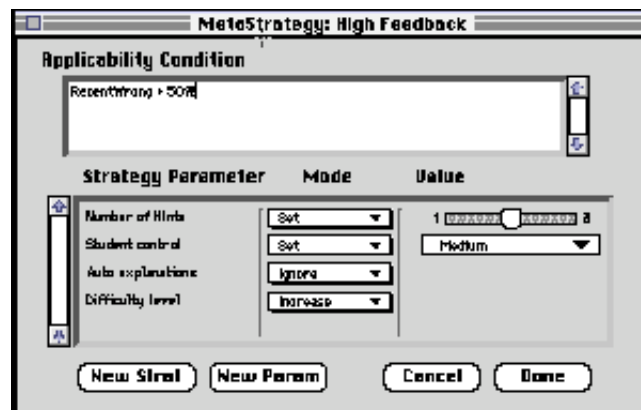 MetaStrategy: High Feedback
Applicability Condition
RecentWrong > 50%
Strategy Parameter Mode Value
Number of Hints Set 1 8
Student control Set Medium
Auto explanations Ignore
Difficulty level Increase
New Strat New Param Cancel Done